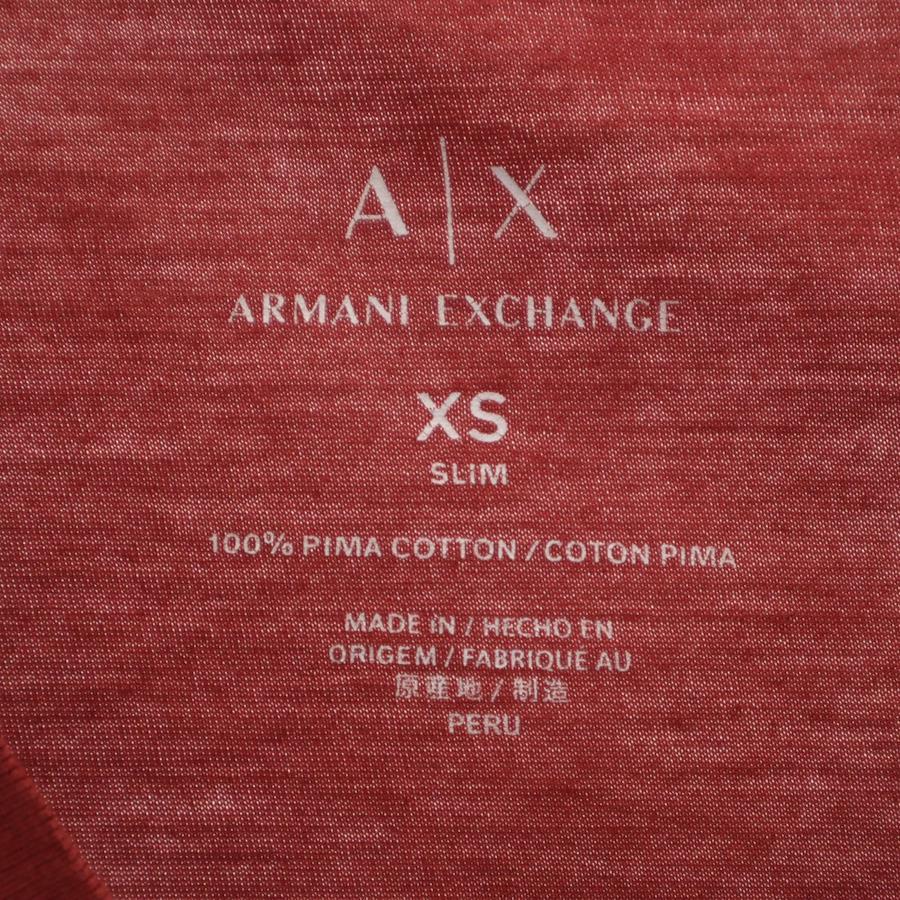 A|X
ARMANI EXCHANGE
XS
SLIM
100% PIMA COTTON / COTON PIMA
MADE IN / HECHO EN
ORIGEM / FABRIQUE AU
原産地 / 制造
PERU